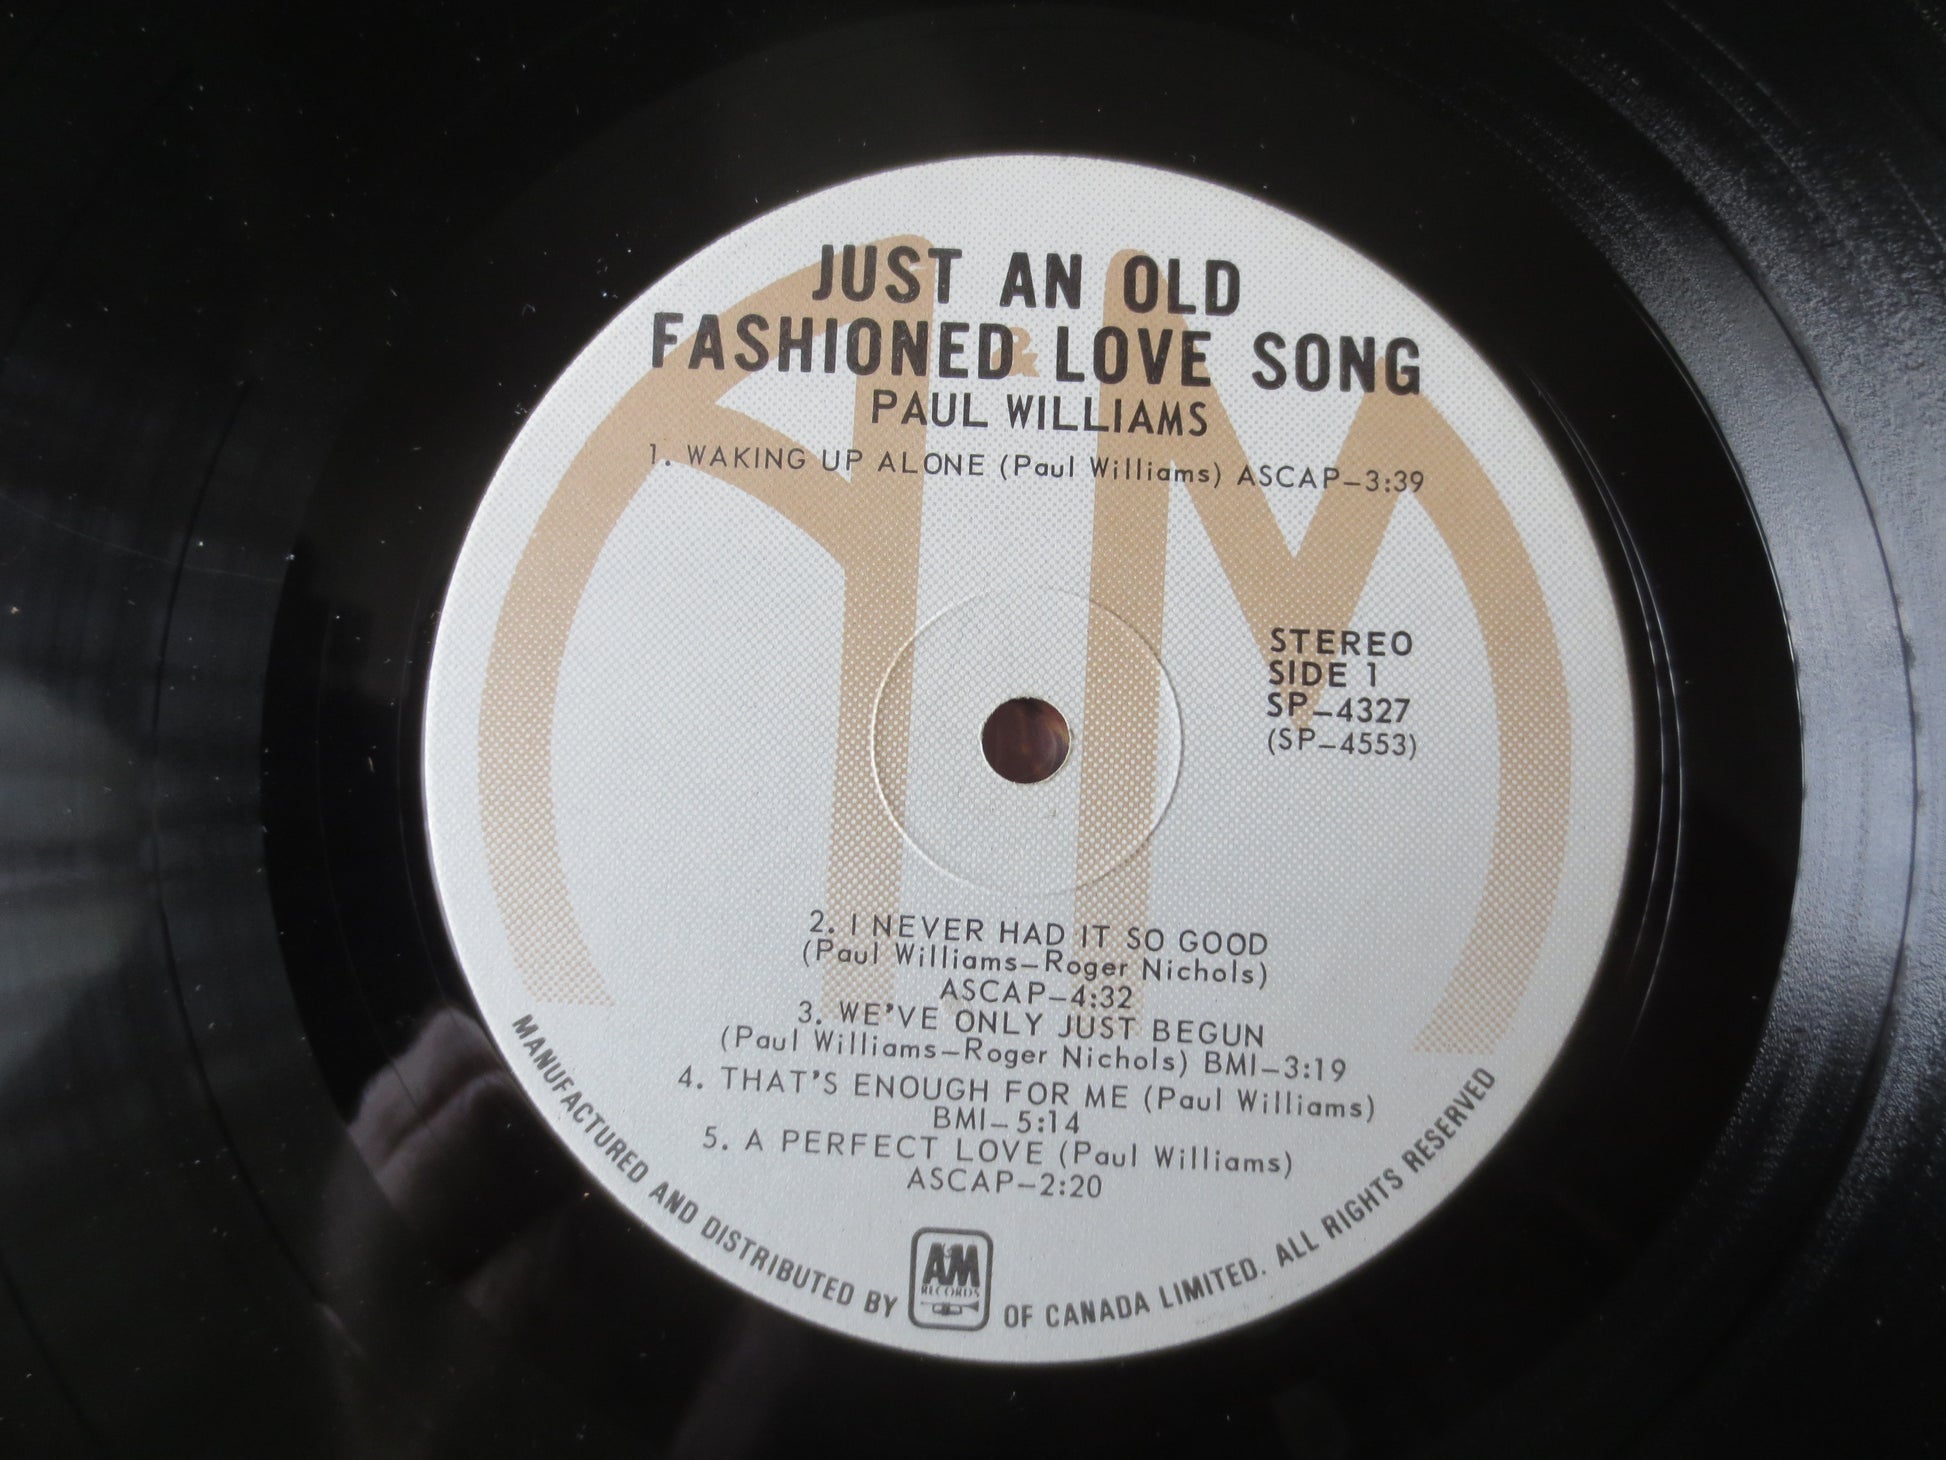 JUST AN OLD
FASHIONED LOVE SONG
PAUL WILLIAMS
1. WAKING UP ALONE (Paul Williams) ASCAP–3:39
STEREO
SIDE 1
SP–4327
(SP–4553)
2. I NEVER HAD IT SO GOOD
(Paul Williams–Roger Nichols)
ASCAP–4:32
3. WE'VE ONLY JUST BEGUN
(Paul Williams–Roger Nichols) BMI–3:19
4. THAT'S ENOUGH FOR ME (Paul Williams)
BMI–5:14
5. A PERFECT LOVE (Paul Williams)
ASCAP–2:20
MANUFACTURED AND DISTRIBUTED BY A&M RECORDS OF CANADA LIMITED. ALL RIGHTS RESERVED
A&M